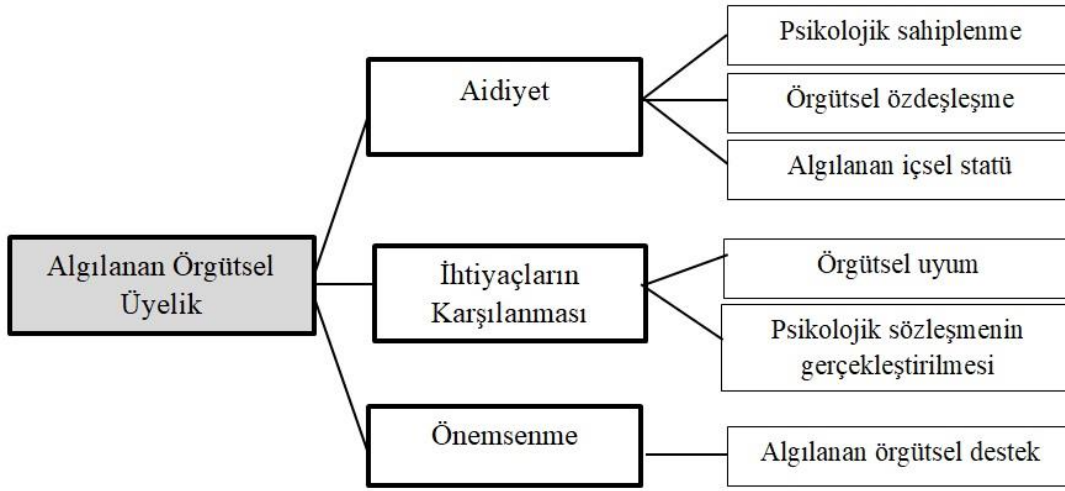 Algılanan Örgütsel
Üyelik
Aidiyet
Psikolojik sahiplenme
Örgütsel özdeşleşme
Algılanan içsel statü
İhtiyaçların
Karşılanması
Örgütsel uyum
Psikolojik sözleşmenin
gerçekleştirilmesi
Önemsenme
Algılanan örgütsel destek